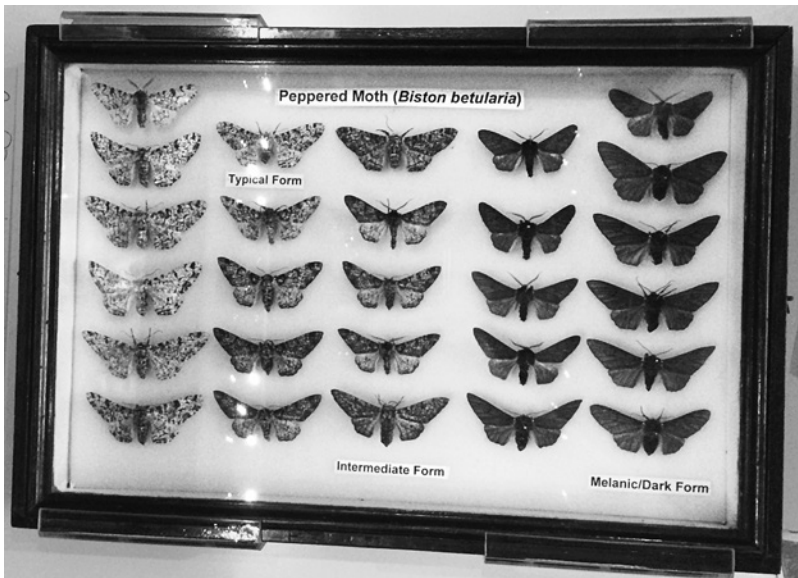 Peppered Moth (Biston betularia)
Typical Form
Intermediate Form
Melanic/Dark Form